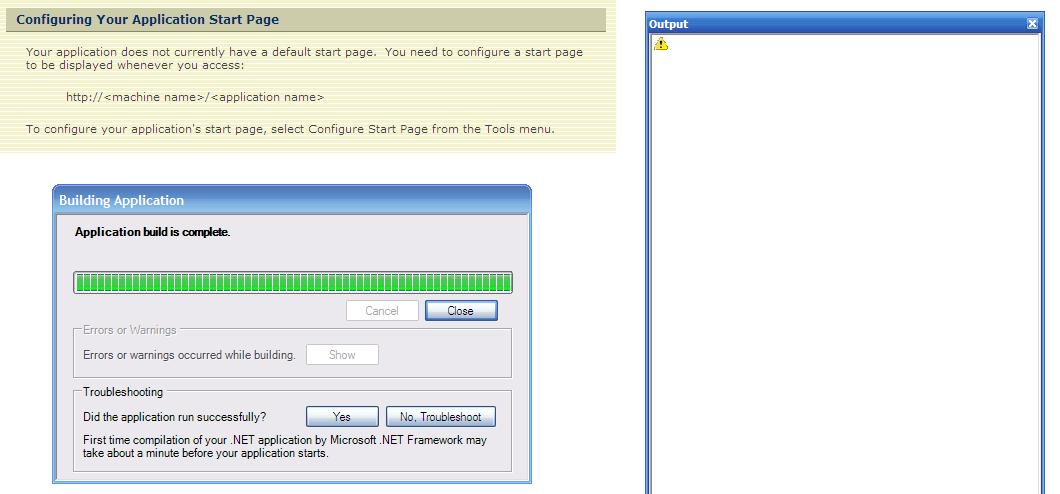 Configuring Your Application Start Page
Your application does not currently have a default start page. You need to configure a start page
to be displayed whenever you access:
http://<machine name>/<application name>
To configure your application's start page, select Configure Start Page from the Tools menu.
Building Application
Application build is complete.
Cancel
Close
Errors or Warnings
Errors or warnings occurred while building.
Show
Troubleshooting
Did the application run successfully?
Yes
No, Troubleshoot
First time compilation of your .NET application by Microsoft .NET Framework may
take about a minute before your application starts.
Output